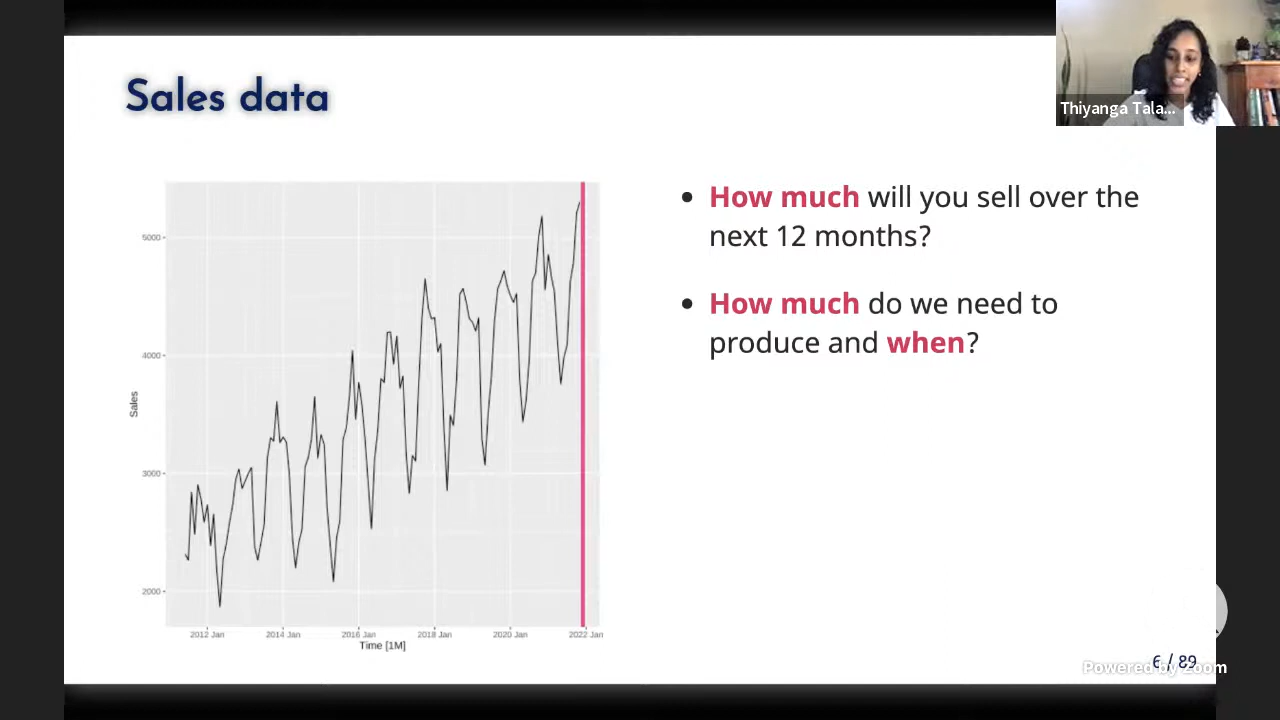 Sales data
Thiyanga Tala...
How much will you sell over the
next 12 months?
How much do we need to
produce and when?
5000
4000
3000
2000
Sales
2012 Jan
2014 Jan
2016 Jan
2018 Jan
2020 Jan
2022 Jan
Time [1M]
6 / 89
Powered by Zoom